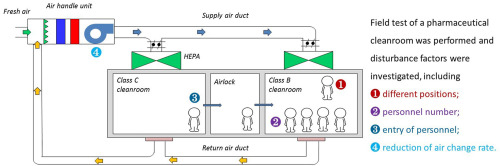 Fresh air
Air handle unit
Supply air duct
HEPA
4
Class C
cleanroom
Airlock
Class B
cleanroom
1
3
2
Return air duct
Field test of a pharmaceutical
cleanroom was performed and
disturbance factors were
investigated, including
1 different positions;
2 personnel number;
3 entry of personnel;
4 reduction of air change rate.